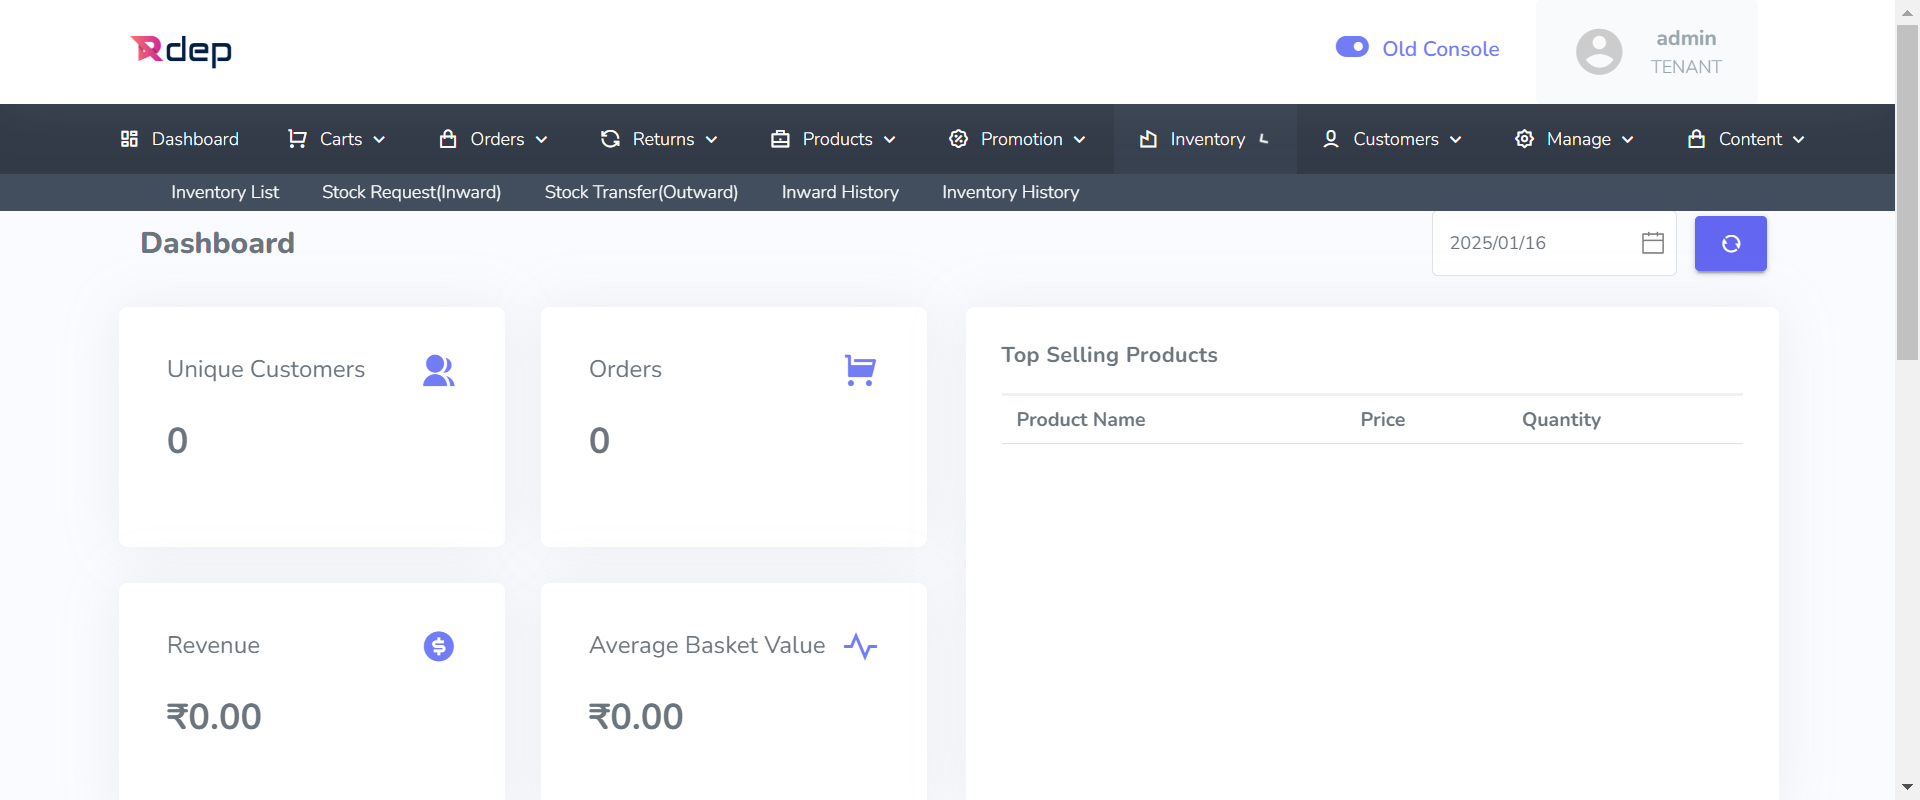 Rdep
Old Console
admin
TENANT
Dashboard Carts Orders Returns Products Promotion Inventory Customers Manage Content
Inventory List Stock Request(Inward) Stock Transfer(Outward) Inward History Inventory History
Dashboard
2025/01/16
Unique Customers
0
Orders
0
Top Selling Products
Product Name Price Quantity
Revenue
₹0.00
Average Basket Value
₹0.00